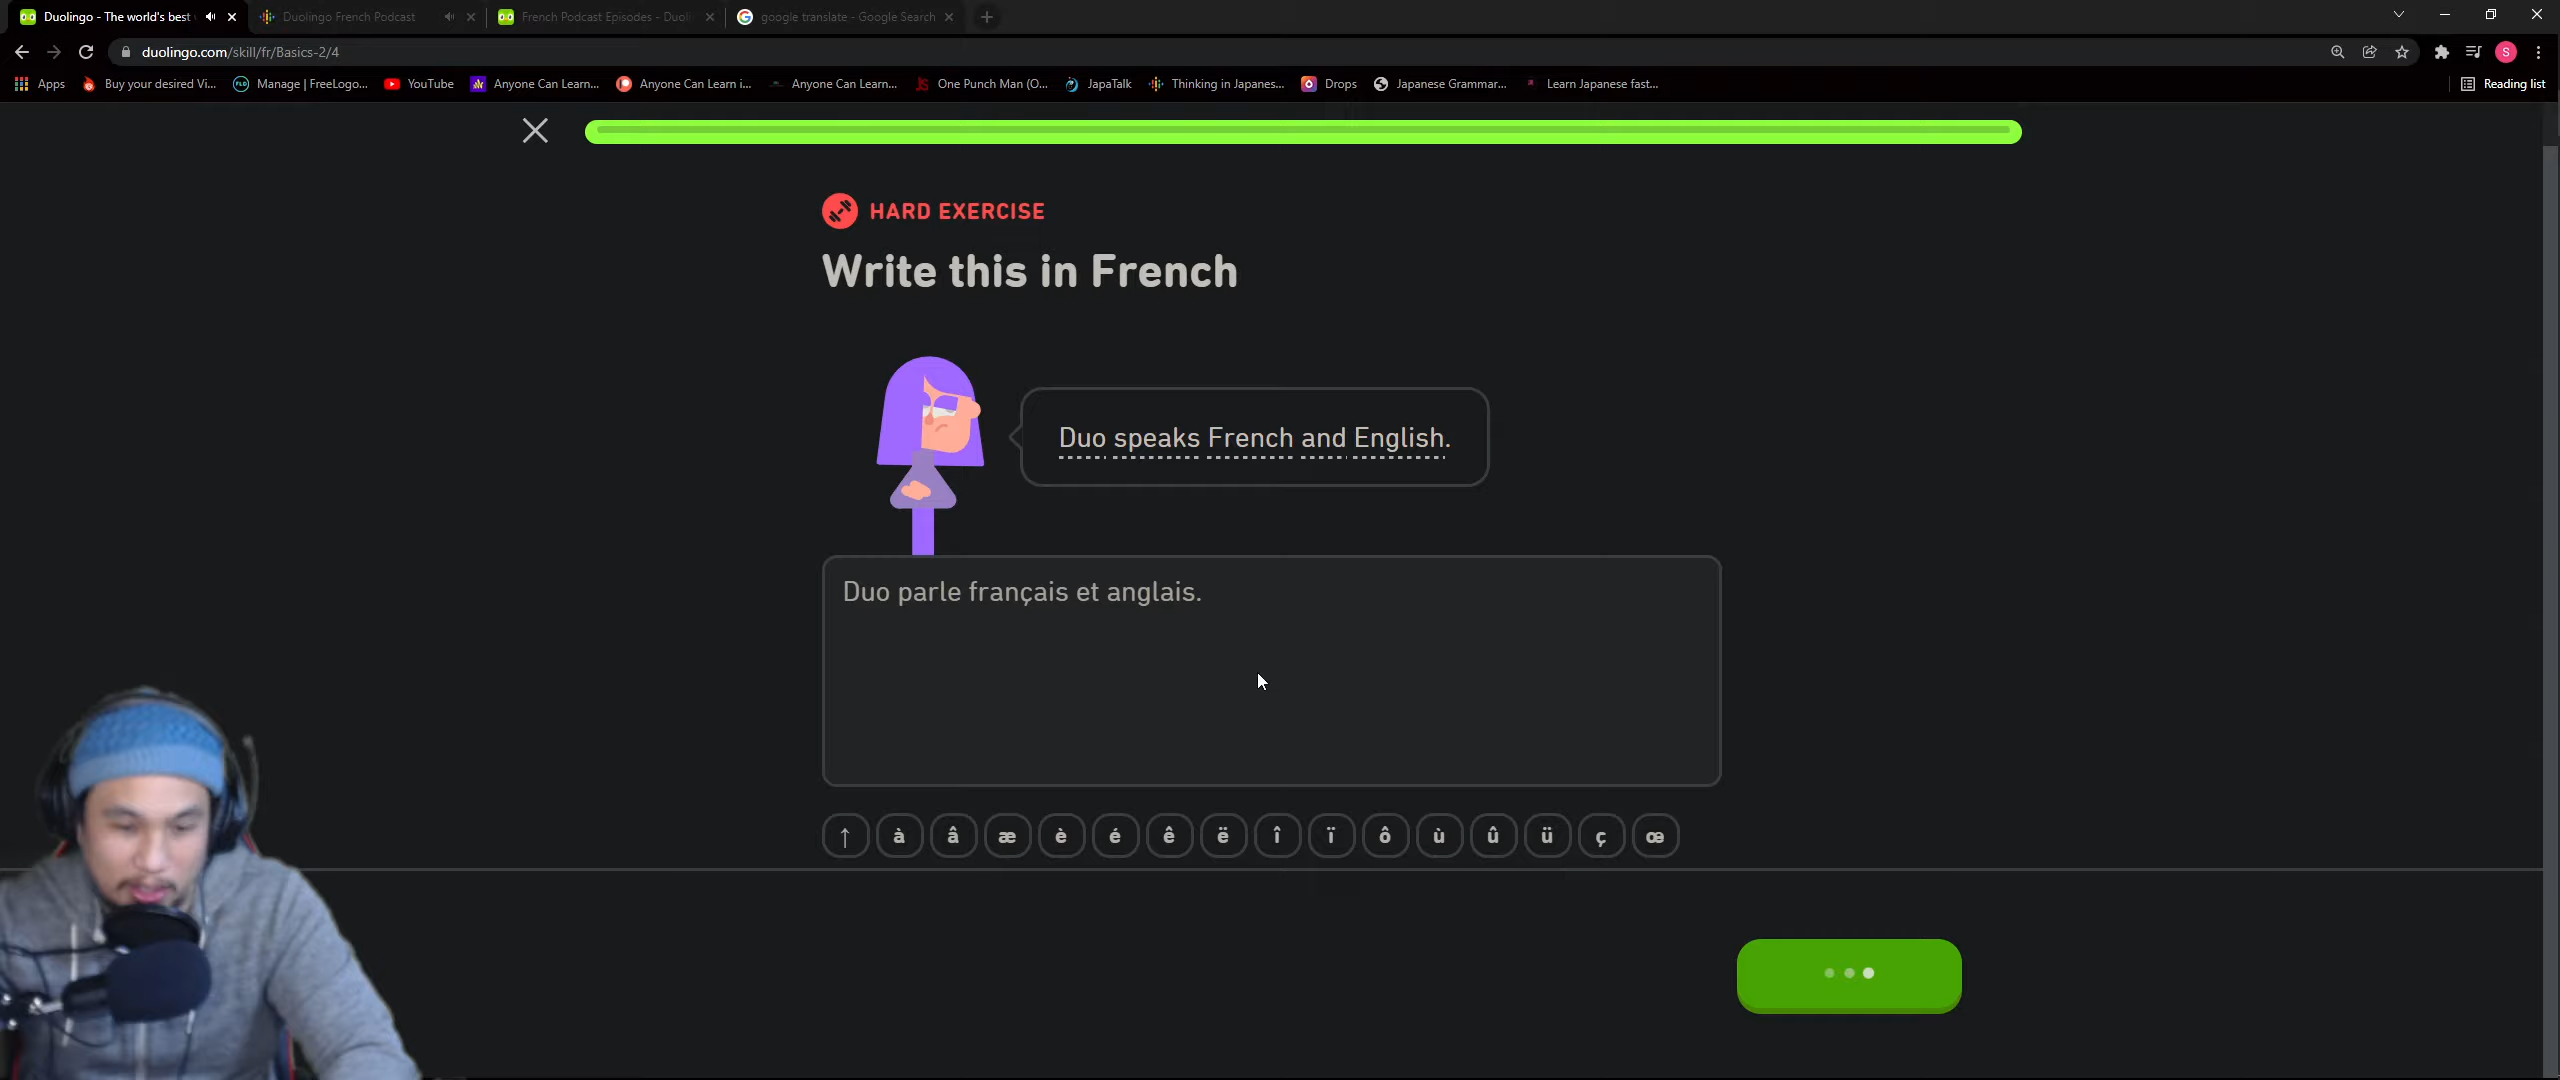 Duolingo - The world's best
Duolingo French Podcast
French Podcast Episodes - Duoli
google translate - Google Search
duolingo.com/skill/fr/Basics-2/4
S
Apps
Buy your desired Vi...
Manage | FreeLogo...
YouTube
Anyone Can Learn...
Anyone Can Learn i...
Anyone Can Learn...
One Punch Man (O...
JapaTalk
Thinking in Japanes...
Drops
Japanese Grammar...
Learn Japanese fast...
Reading list
HARD EXERCISE
Write this in French
Duo speaks French and English.
Duo parle français et anglais.
↑ à â æ è é ê ë î ï ô ù û ü ç œ